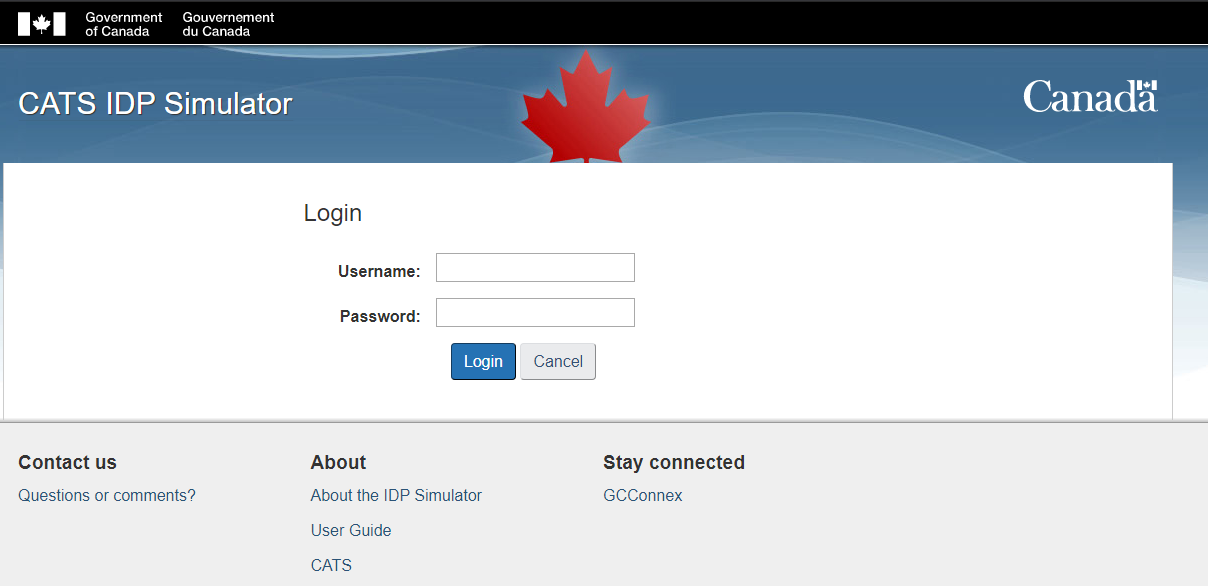 Government of Canada
Gouvernement du Canada
CATS IDP Simulator
Canada
Login
Username:
Password:
Login Cancel
Contact us
Questions or comments?
About
About the IDP Simulator
User Guide
CATS
Stay connected
GCConnex